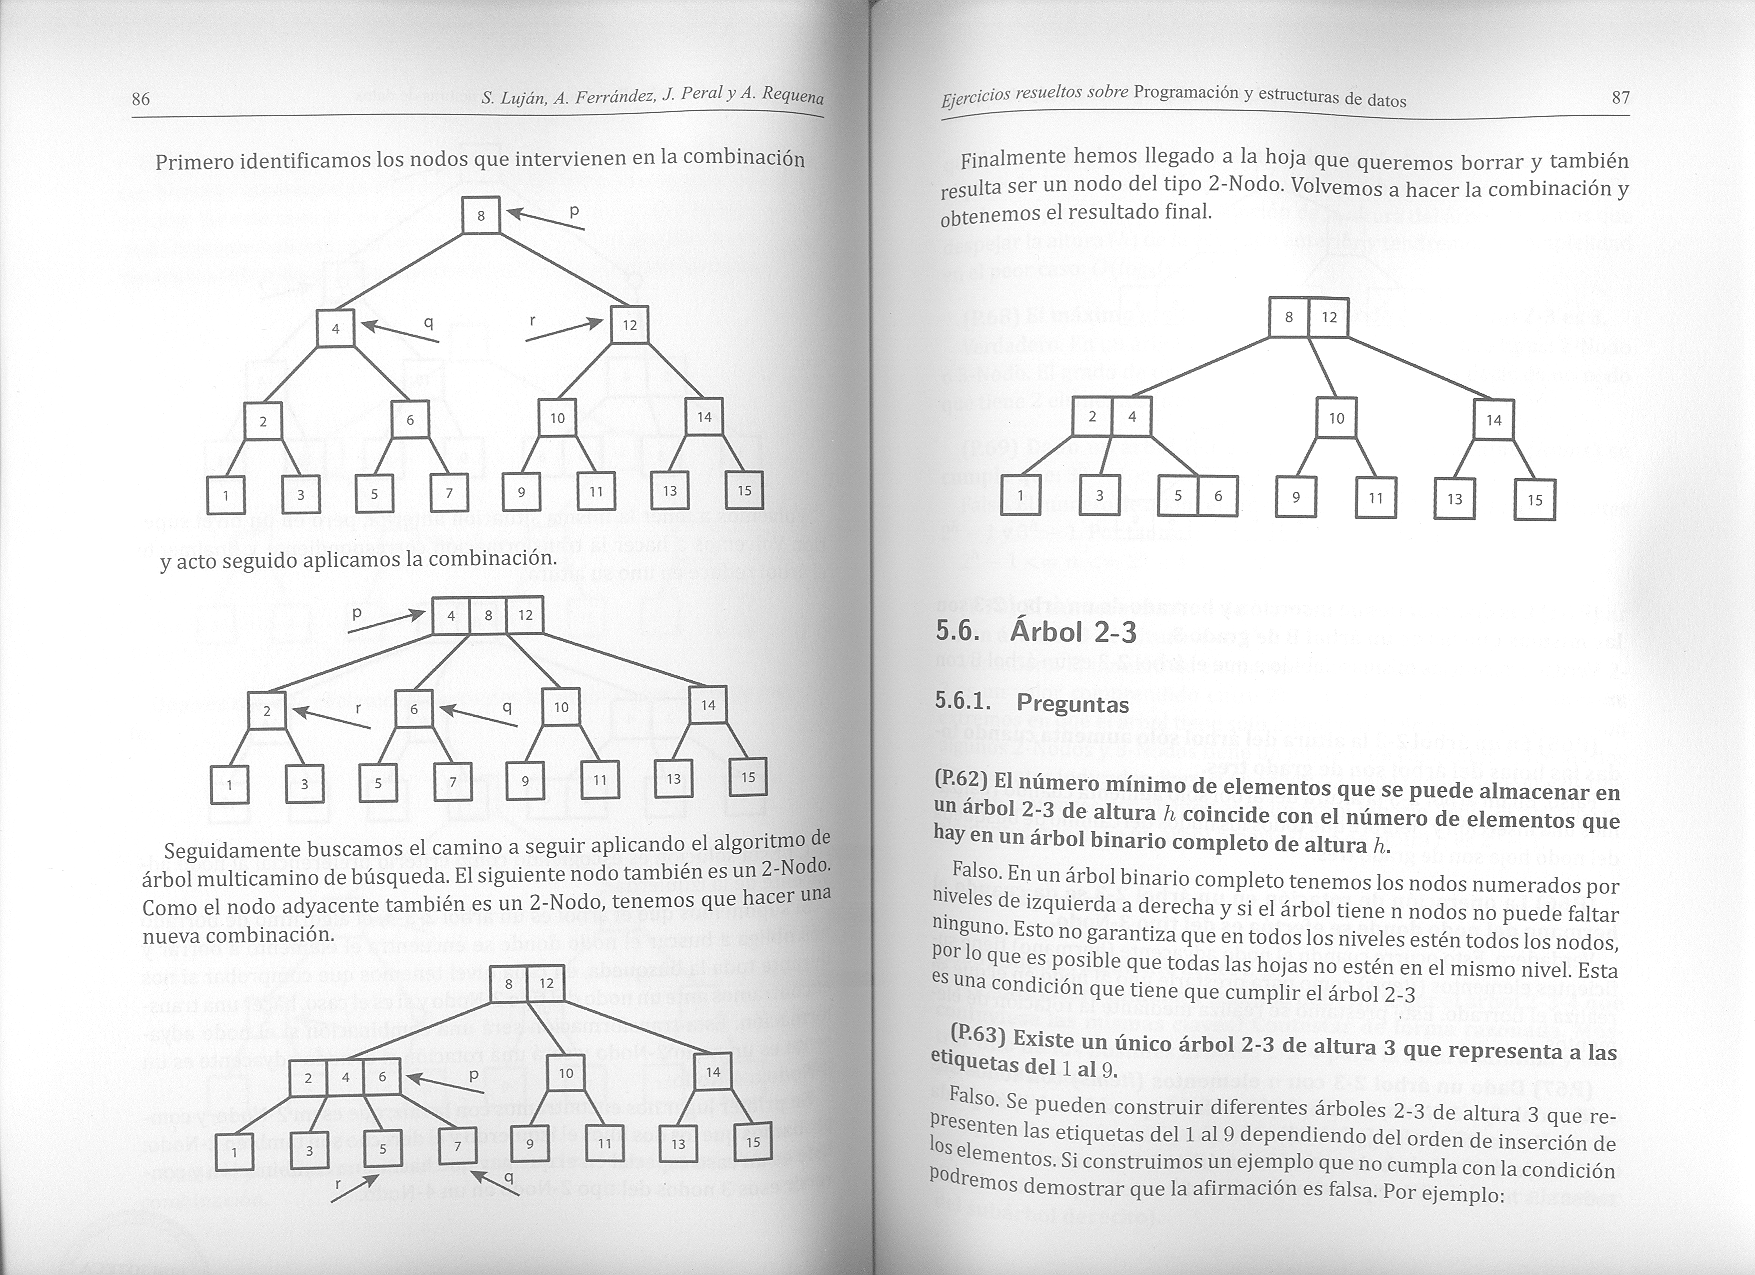 86
S. Luján, A. Ferrández, J. Peral y A. Requena
Primero identificamos los nodos que intervienen en la combinación
8
p
4
q
r
12
2
6
10
14
1
3
5
7
9
11
13
15
y acto seguido aplicamos la combinación.
p
4 8 12
2
r
6
q
10
14
1
3
5
7
9
11
13
15
Seguidamente buscamos el camino a seguir aplicando el algoritmo de
árbol multicamino de búsqueda. El siguiente nodo también es un 2-Nodo.
Como el nodo adyacente también es un 2-Nodo, tenemos que hacer una
nueva combinación.
8 12
2 4 6
p
10
14
1
3
5
7
9
11
13
15
r
q
Ejercicios resueltos sobre Programación y estructuras de datos
87
Finalmente hemos llegado a la hoja que queremos borrar y también
resulta ser un nodo del tipo 2-Nodo. Volvemos a hacer la combinación y
obtenemos el resultado final.
8 12
2 4
10
14
1
3
5 6
9
11
13
15
5.6. Árbol 2-3
5.6.1. Preguntas
(P.62) El número mínimo de elementos que se puede almacenar en
un árbol 2-3 de altura h coincide con el número de elementos que
hay en un árbol binario completo de altura h.
Falso. En un árbol binario completo tenemos los nodos numerados por
niveles de izquierda a derecha y si el árbol tiene n nodos no puede faltar
ninguno. Esto no garantiza que en todos los niveles estén todos los nodos,
por lo que es posible que todas las hojas no estén en el mismo nivel. Esta
es una condición que tiene que cumplir el árbol 2-3
(P.63) Existe un único árbol 2-3 de altura 3 que representa a las
etiquetas del 1 al 9.
Falso. Se pueden construir diferentes árboles 2-3 de altura 3 que re-
presenten las etiquetas del 1 al 9 dependiendo del orden de inserción de
los elementos. Si construimos un ejemplo que no cumpla con la condición
podremos demostrar que la afirmación es falsa. Por ejemplo: